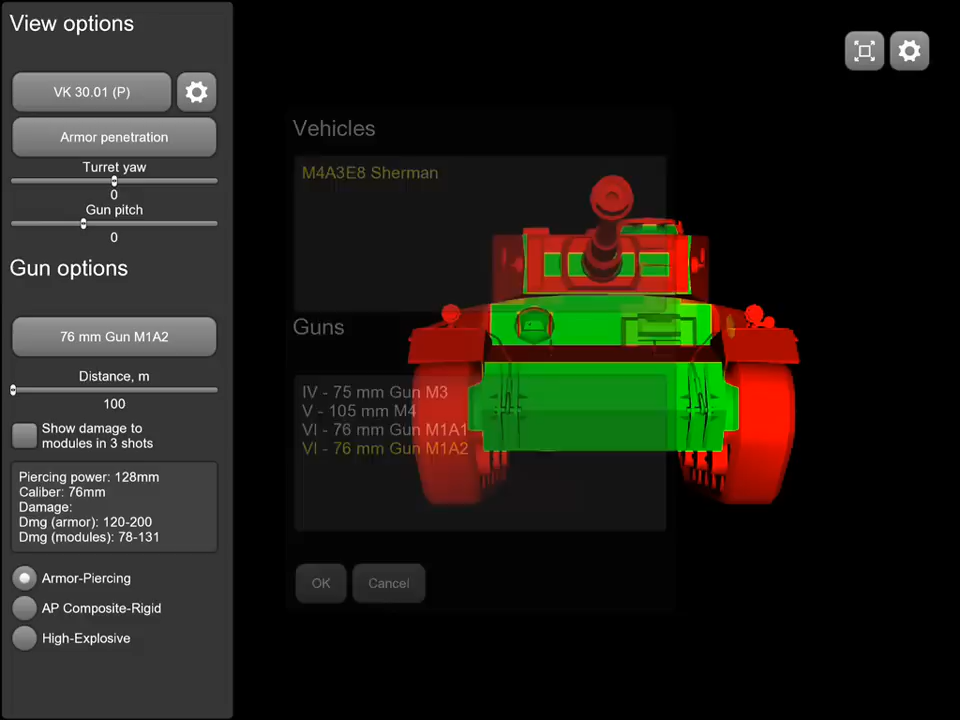 View options
VK 30.01 (P)
Armor penetration
Turret yaw
0
Gun pitch
0
Gun options
76 mm Gun M1A2
Distance, m
100
Show damage to
modules in 3 shots
Piercing power: 128mm
Caliber: 76mm
Damage:
Dmg (armor): 120-200
Dmg (modules): 78-131
Armor-Piercing
AP Composite-Rigid
High-Explosive
Vehicles
M4A3E8 Sherman
Guns
IV - 75 mm Gun M3
V - 105 mm M4
VI - 76 mm Gun M1A1
VI - 76 mm Gun M1A2
OK
Cancel